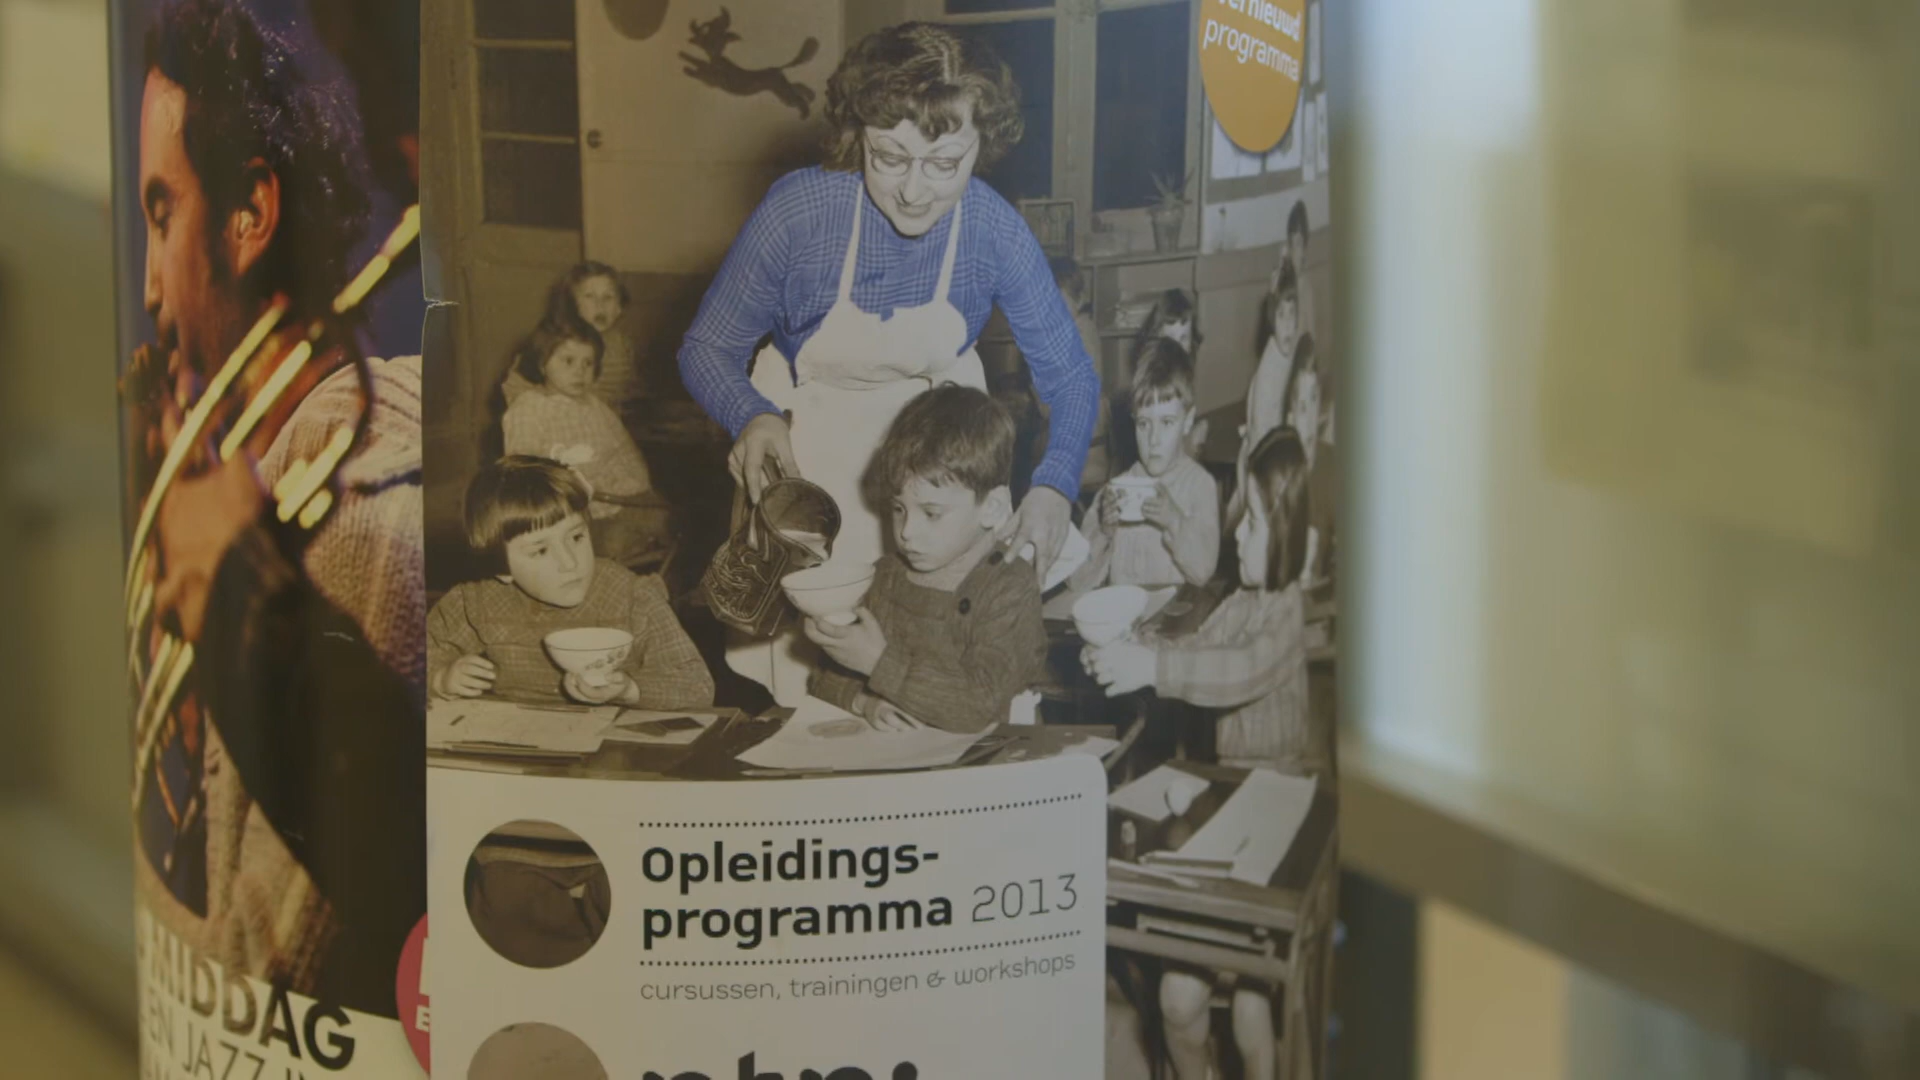 vernieuwd
programma
Opleidings-
programma 2013
cursussen, trainingen & workshops
MIDDAG
EN JAZZ